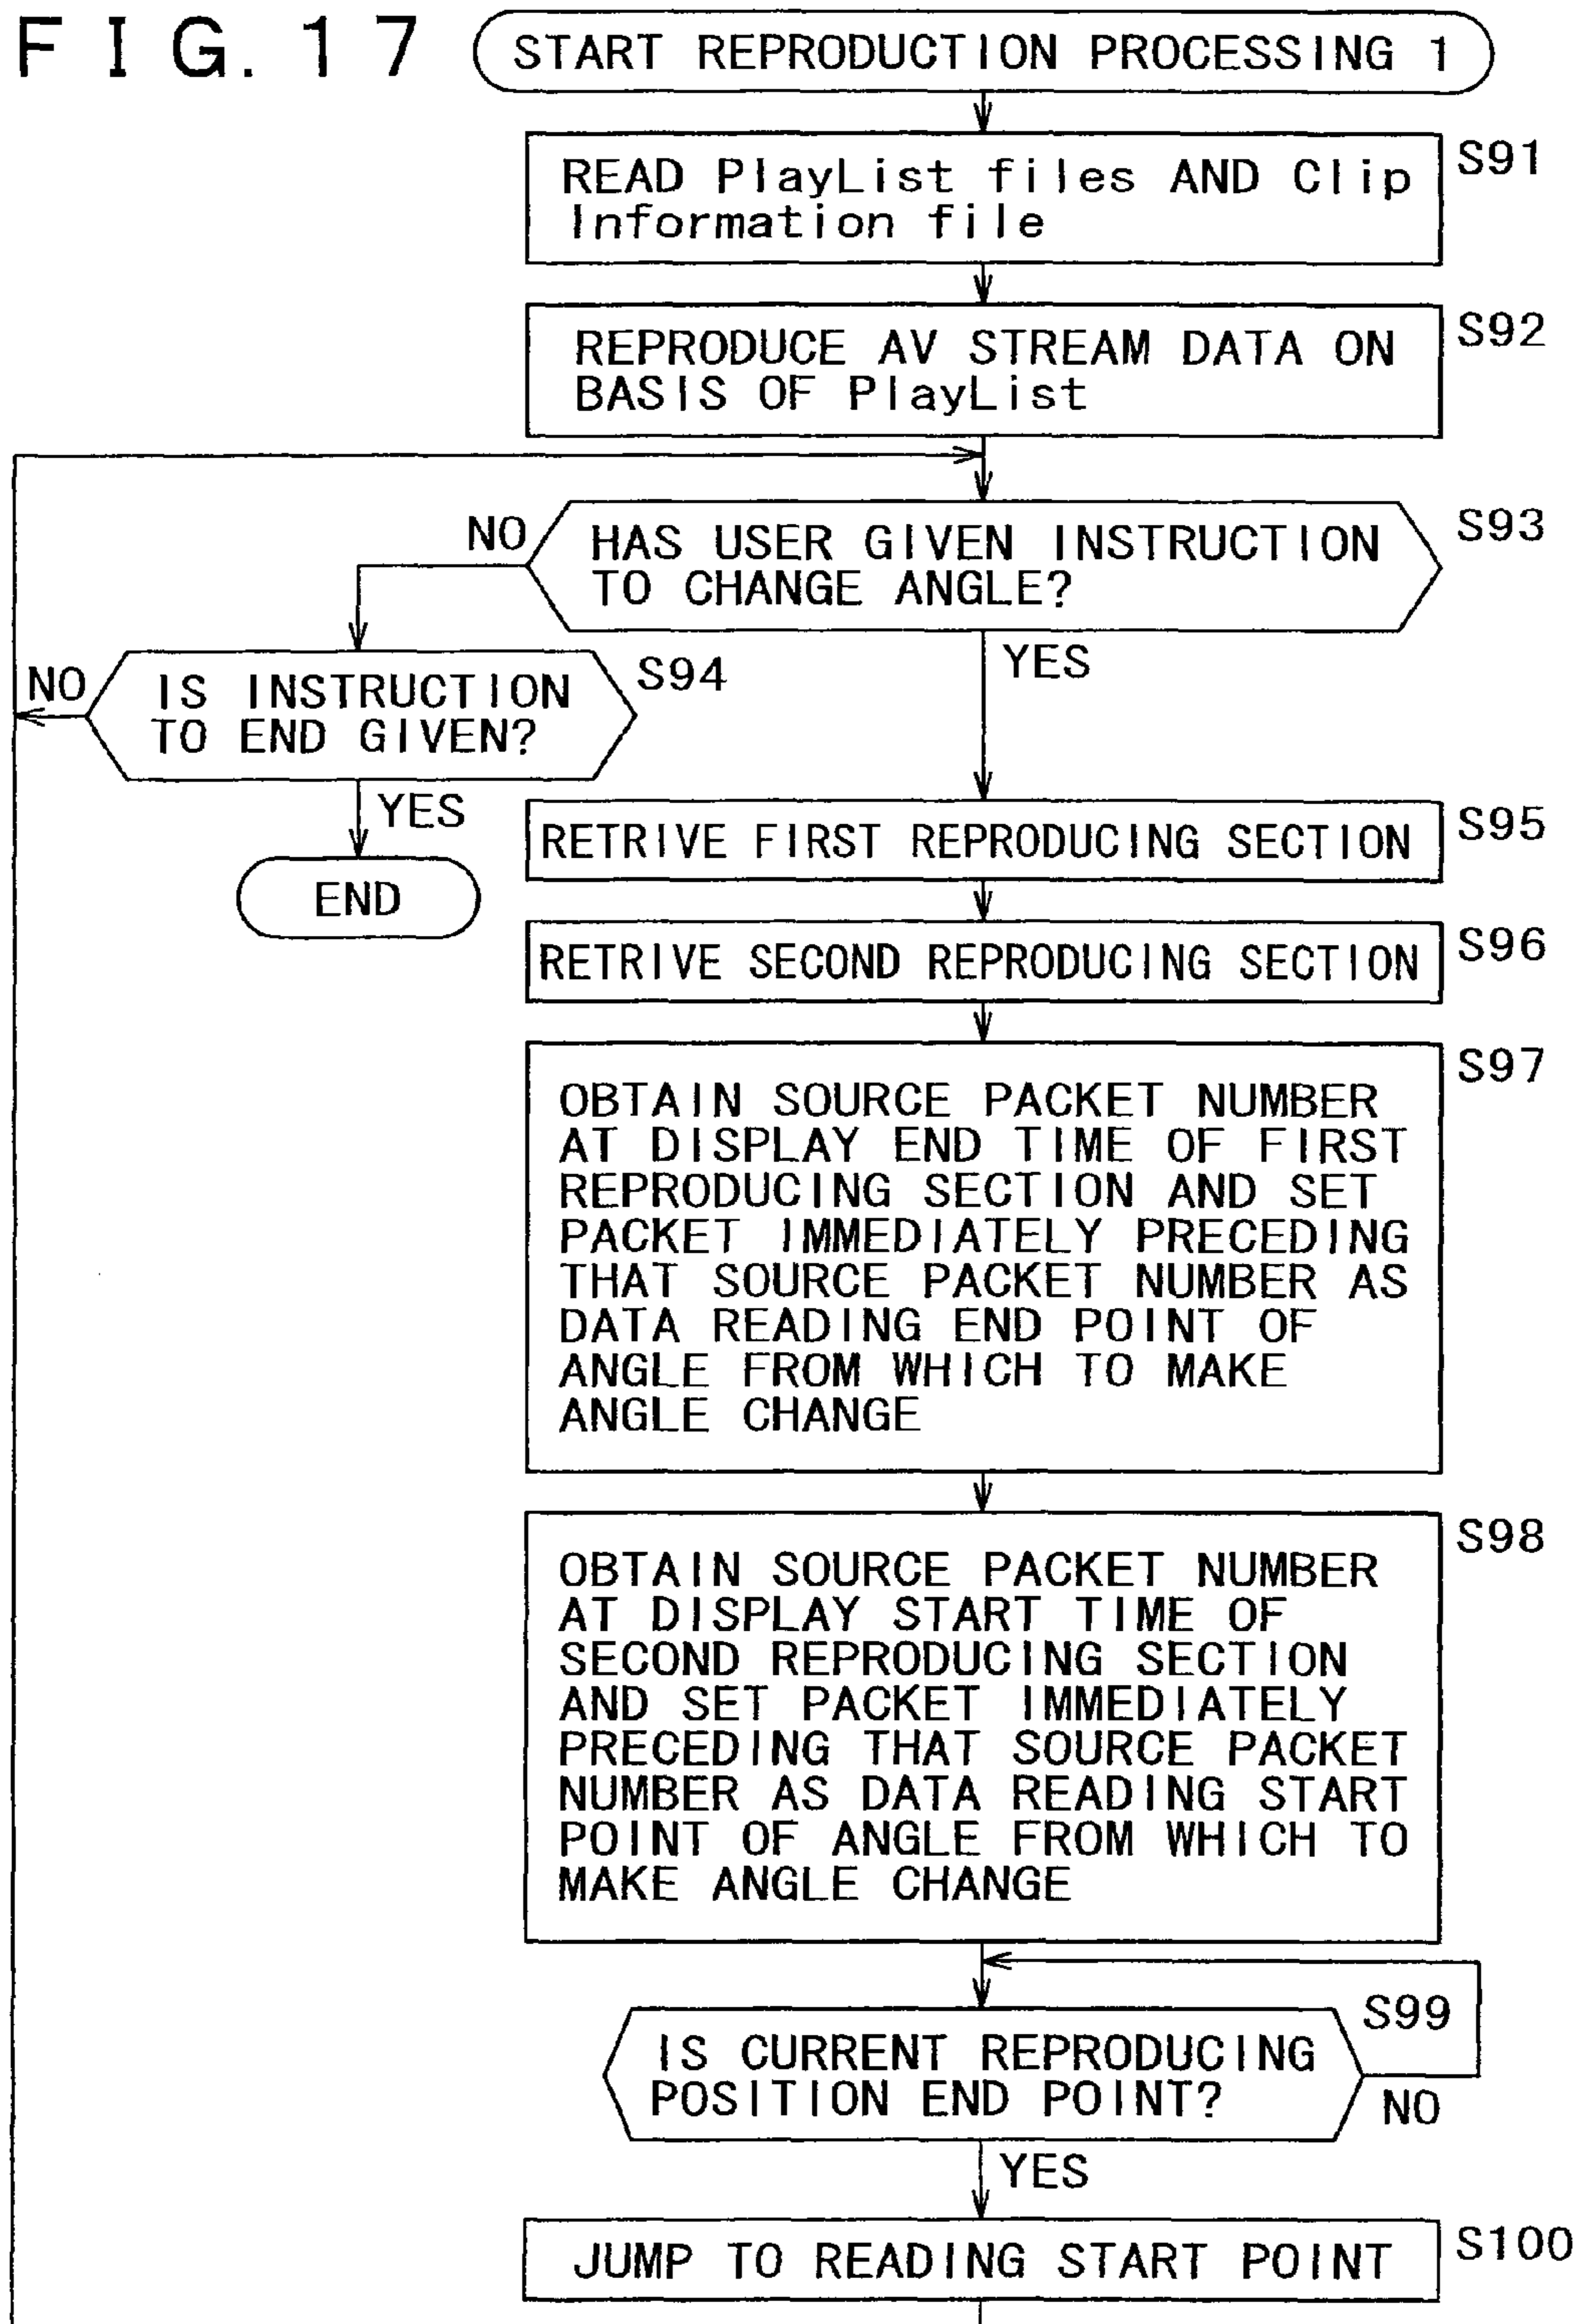 FIG. 17
START REPRODUCTION PROCESSING 1
READ PlayList files AND Clip
Information file
S91
REPRODUCE AV STREAM DATA ON
BASIS OF PlayList
S92
HAS USER GIVEN INSTRUCTION
TO CHANGE ANGLE?
S93
NO
YES
IS INSTRUCTION
TO END GIVEN?
S94
NO
YES
END
RETRIVE FIRST REPRODUCING SECTION
S95
RETRIVE SECOND REPRODUCING SECTION
S96
OBTAIN SOURCE PACKET NUMBER
AT DISPLAY END TIME OF FIRST
REPRODUCING SECTION AND SET
PACKET IMMEDIATELY PRECEDING
THAT SOURCE PACKET NUMBER AS
DATA READING END POINT OF
ANGLE FROM WHICH TO MAKE
ANGLE CHANGE
S97
OBTAIN SOURCE PACKET NUMBER
AT DISPLAY START TIME OF
SECOND REPRODUCING SECTION
AND SET PACKET IMMEDIATELY
PRECEDING THAT SOURCE PACKET
NUMBER AS DATA READING START
POINT OF ANGLE FROM WHICH TO
MAKE ANGLE CHANGE
S98
IS CURRENT REPRODUCING
POSITION END POINT?
S99
NO
YES
JUMP TO READING START POINT
S100